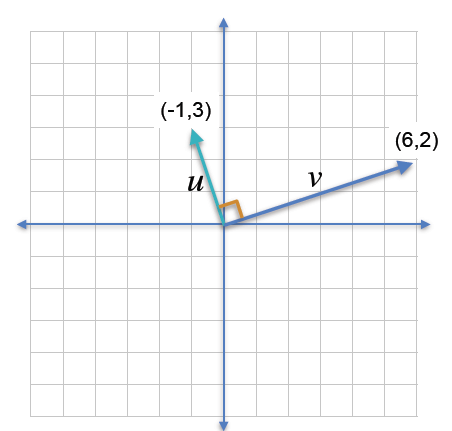 (-1,3)
(6,2)
u
v